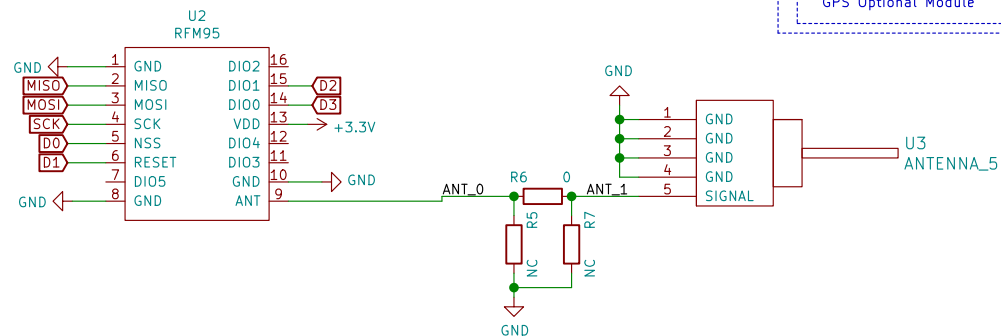 GPS Optional Module
U2
RFM95
GND 1 GND DIO2 16
MISO 2 MISO DIO1 15 D2
MOSI 3 MOSI DIO0 14 D3
SCK 4 SCK VDD 13 +3.3V
D0 5 NSS DIO4 12
D1 6 RESET DIO3 11
7 DIO5 GND 10 GND
GND 8 GND ANT 9
ANT_0
R6 0
ANT_1
R5 NC
R7 NC
GND
GND
1 GND
2 GND
3 GND
4 GND
5 SIGNAL
U3
ANTENNA_5